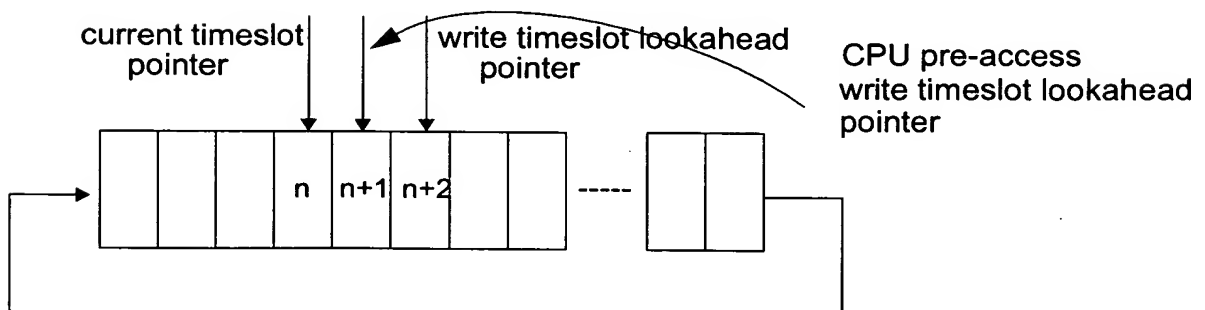 current timeslot
pointer
write timeslot lookahead
pointer
CPU pre-access
write timeslot lookahead
pointer
n
n+1
n+2